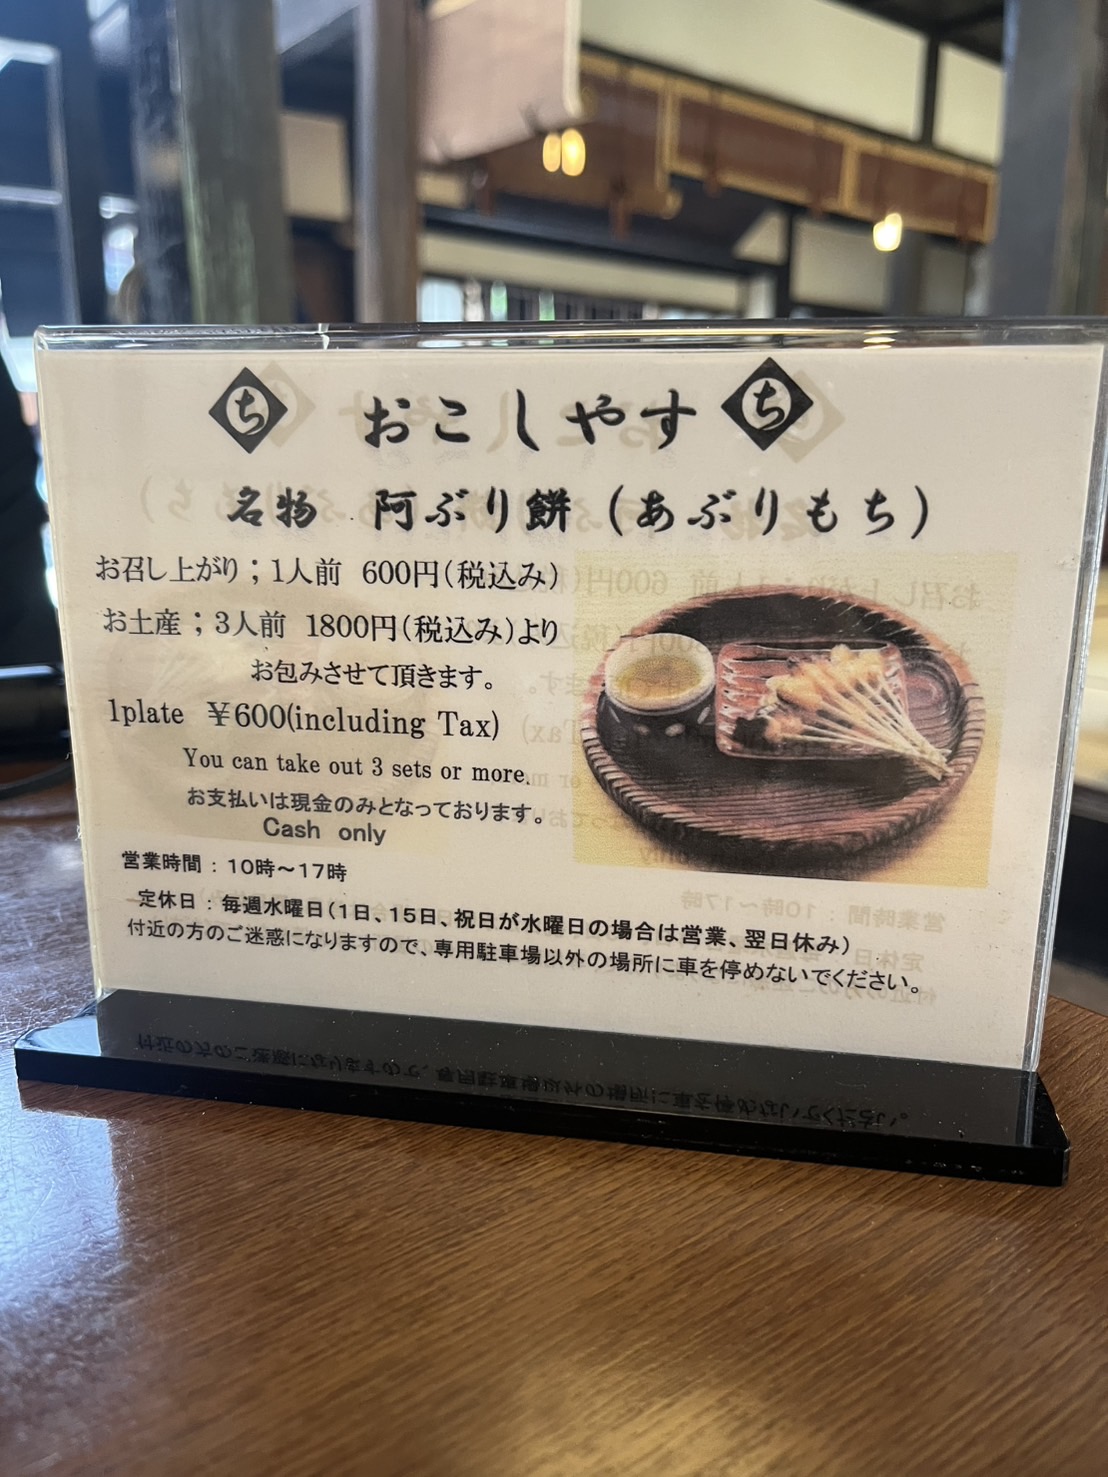 ち おこしやす ち
名物 阿ぶり餅 (あぶりもち)
お召し上がり；1人前 600円(税込み)
お土産；3人前 1800円(税込み)より
お包みさせて頂きます。
1plate ￥600(including Tax)
You can take out 3 sets or more.
お支払いは現金のみとなっております。
Cash only
営業時間：10時～17時
定休日：毎週水曜日(1日、15日、祝日が水曜日の場合は営業、翌日休み)
付近の方のご迷惑になりますので、専用駐車場以外の場所に車を停めないでください。